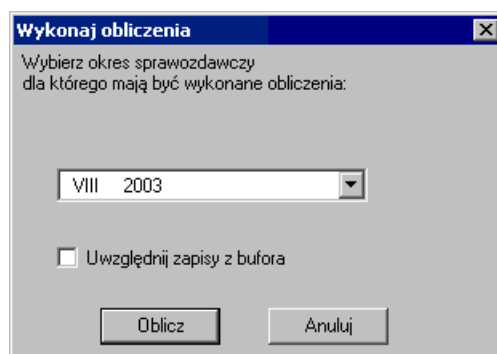 Wykonaj obliczenia
Wybierz okres sprawozdawczy
dla którego mają być wykonane obliczenia:
VIII 2003
Uwzględnij zapisy z bufora
Oblicz Anuluj